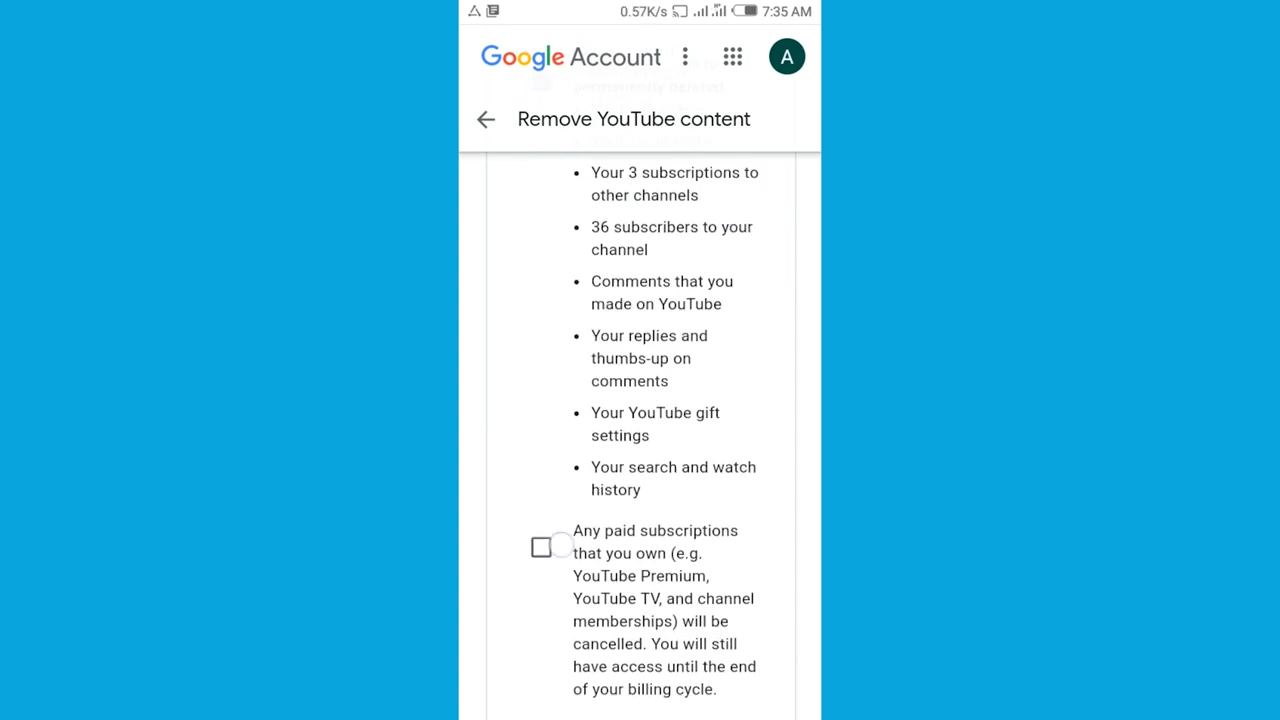 0.57K/s 7:35 AM
Google Account A
permanently deleted
Remove YouTube content
• Your 3 subscriptions to
other channels
• 36 subscribers to your
channel
• Comments that you
made on YouTube
• Your replies and
thumbs-up on
comments
• Your YouTube gift
settings
• Your search and watch
history
Any paid subscriptions
that you own (e.g.
YouTube Premium,
YouTube TV, and channel
memberships) will be
cancelled. You will still
have access until the end
of your billing cycle.